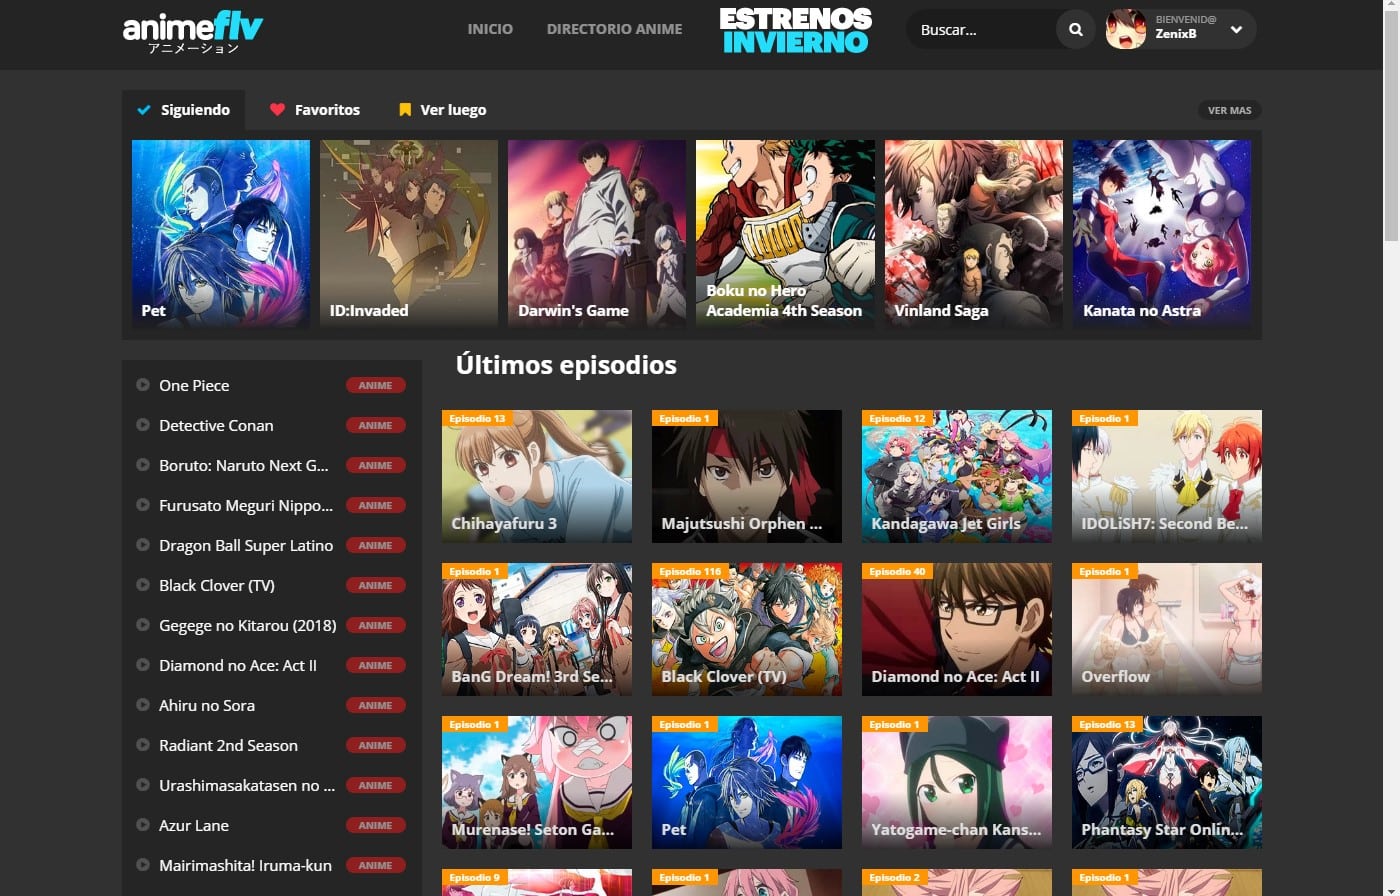 animeflv
アニメーション
INICIO
DIRECTORIO ANIME
ESTRENOS
INVIERNO
Buscar...
BIENVENID@
ZenixB
Siguiendo
Favoritos
Ver luego
VER MAS
Pet
ID:Invaded
Darwin's Game
Boku no Hero
Academia 4th Season
Vinland Saga
Kanata no Astra
One Piece ANIME
Detective Conan ANIME
Boruto: Naruto Next G... ANIME
Furusato Meguri Nippo... ANIME
Dragon Ball Super Latino ANIME
Black Clover (TV) ANIME
Gegege no Kitarou (2018) ANIME
Diamond no Ace: Act II ANIME
Ahiru no Sora ANIME
Radiant 2nd Season ANIME
Urashimasakatasen no ... ANIME
Azur Lane ANIME
Mairimashita! Iruma-kun ANIME
Últimos episodios
Episodio 13
Chihayafuru 3
Episodio 1
Majutsushi Orphen ...
Episodio 12
Kandagawa Jet Girls
Episodio 1
IDOLiSH7: Second Be...
Episodio 1
BanG Dream! 3rd Se...
Episodio 116
Black Clover (TV)
Episodio 40
Diamond no Ace: Act II
Episodio 1
Overflow
Episodio 1
Murenase! Seton Ga...
Episodio 1
Pet
Episodio 1
Yatogame-chan Kans...
Episodio 13
Phantasy Star Onlin...
Episodio 9
Episodio 1
Episodio 2
Episodio 1